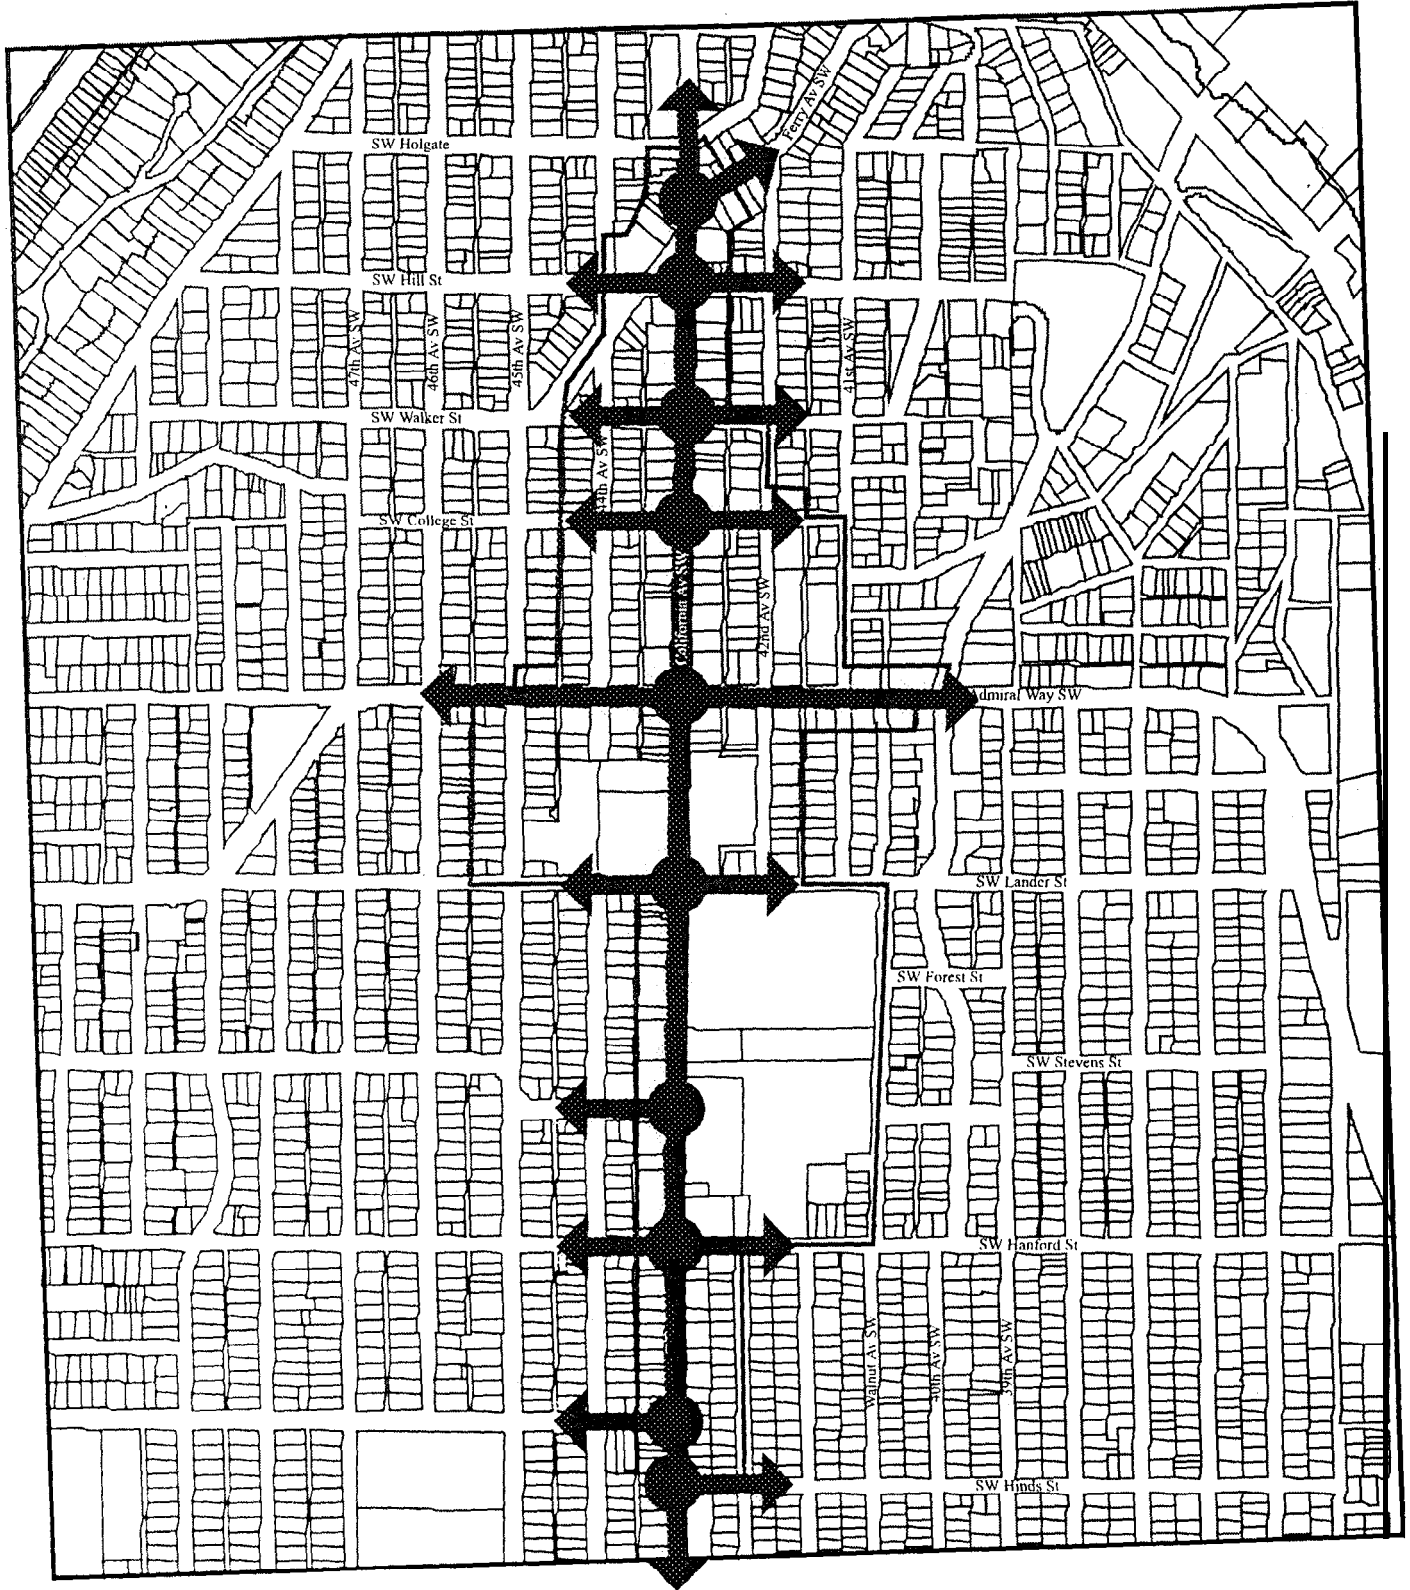 Ferry Av SW
SW Holgate
SW Hill St
47th Av SW
46th Av SW
45th Av SW
41st Av SW
SW Walker St
44th Av SW
SW College St
California Av SW
42nd Av SW
Admiral Way SW
SW Lander St
SW Forest St
SW Stevens St
SW Hanford St
Walnut Av SW
40th Av SW
39th Av SW
SW Hinds St